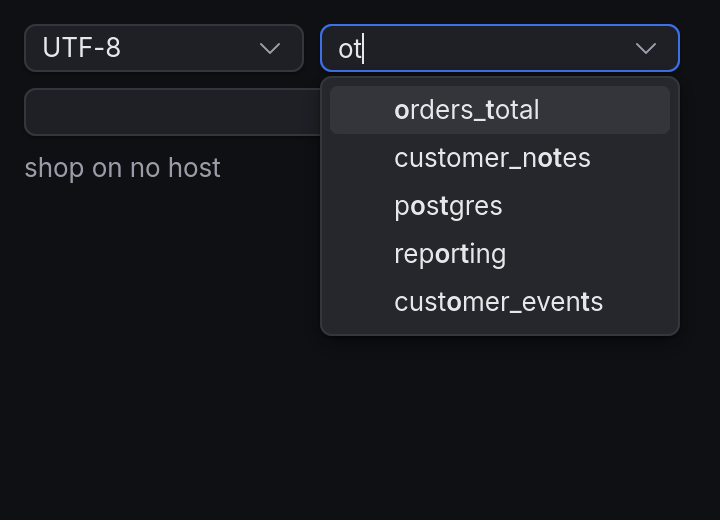 UTF-8
ot
orders_total
customer_notes
shop on no host
postgres
reporting
customer_events